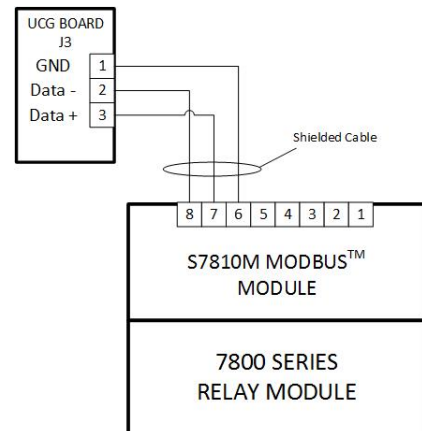 UCG BOARD
J3
GND 1
Data - 2
Data + 3
Shielded Cable
8 7 6 5 4 3 2 1
S7810M MODBUS™
MODULE
7800 SERIES
RELAY MODULE